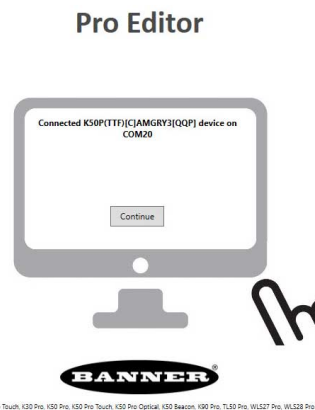 Pro Editor
Connected K50P(TTF)[C]AMGRY3[QQP] device on
COM20
Continue
BANNER®
Touch, K30 Pro, K50 Pro, K50 Pro Touch, K50 Pro Optical, K50 Beacon, K90 Pro, TL50 Pro, WLS27 Pro, WLS28 Pro